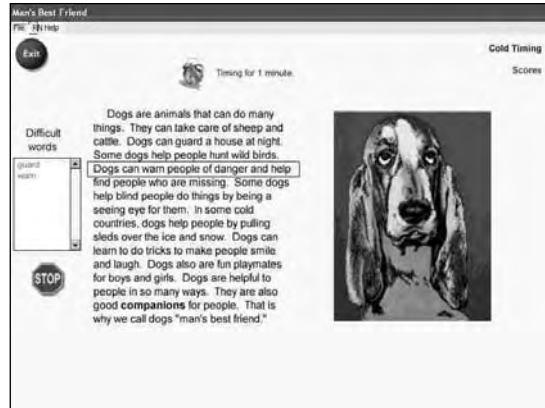 Man's Best Friend
File RN Help
Exit
Cold Timing
Timing for 1 minute.
Scores
Difficult
words
guard
warn
STOP
Dogs are animals that can do many
things. They can take care of sheep and
cattle. Dogs can guard a house at night.
Some dogs help people hunt wild birds.
Dogs can warn people of danger and help
find people who are missing. Some dogs
help blind people do things by being a
seeing eye for them. In some cold
countries, dogs help people by pulling
sleds over the ice and snow. Dogs can
learn to do tricks to make people smile
and laugh. Dogs also are fun playmates
for boys and girls. Dogs are helpful to
people in so many ways. They are also
good companions for people. That is
why we call dogs "man's best friend."